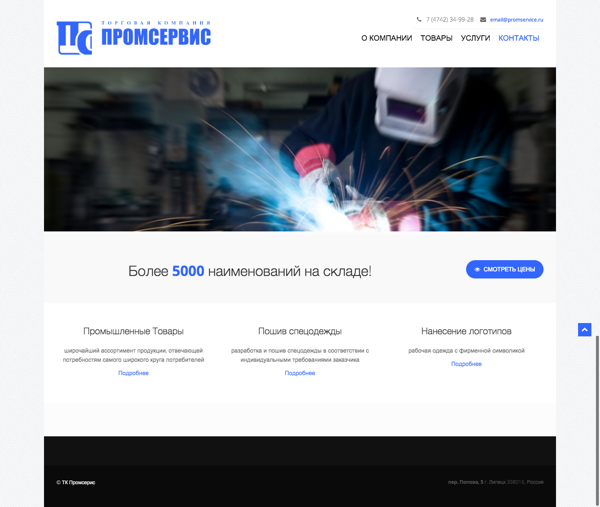 ТОРГОВАЯ КОМПАНИЯ
ПРОМСЕРВИС
7 (4742) 34-99-28 email@promservice.ru
О КОМПАНИИ ТОВАРЫ УСЛУГИ КОНТАКТЫ
Более 5000 наименований на складе!
СМОТРЕТЬ ЦЕНЫ
Промышленные Товары
широчайший ассортимент продукции, отвечающей
потребностям самого широкого круга потребителей
Подробнее
Пошив спецодежды
разработка и пошив спецодежды в соответствии с
индивидуальными требованиями заказчика
Подробнее
Нанесение логотипов
рабочая одежда с фирменной символикой
Подробнее
© ТК Промсервис
пер. Попова, 5 г. Липецк Россия